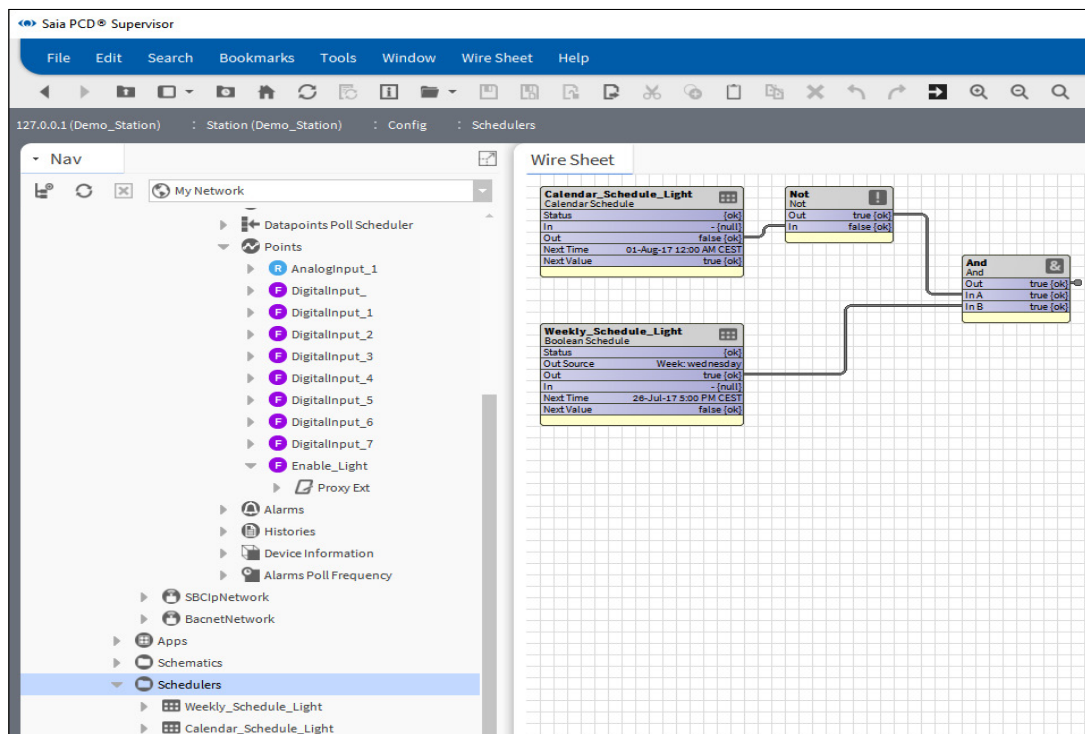 Saia PCD® Supervisor
File Edit Search Bookmarks Tools Window Wire Sheet Help
127.0.0.1 (Demo_Station) : Station (Demo_Station) : Config : Schedulers
Nav
My Network
Datapoints Poll Scheduler
Points
R AnalogInput_1
F DigitalInput_
F DigitalInput_1
F DigitalInput_2
F DigitalInput_3
F DigitalInput_4
F DigitalInput_5
F DigitalInput_6
F DigitalInput_7
F Enable_Light
Proxy Ext
Alarms
Histories
Device Information
Alarms Poll Frequency
SBCIpNetwork
BacnetNetwork
Apps
Schematics
Schedulers
Weekly_Schedule_Light
Calendar_Schedule_Light
Wire Sheet
Calendar_Schedule_Light
Calendar Schedule
Status {ok}
In - {null}
Out false {ok}
Next Time 01-Aug-17 12:00 AM CEST
Next Value true {ok}
Not !
Not
Out true {ok}
In false {ok}
And &
And
Out true {ok}
In A true {ok}
In B true {ok}
Weekly_Schedule_Light
Boolean Schedule
Status {ok}
Out Source Week: wednesday
Out true {ok}
In - {null}
Next Time 26-Jul-17 5:00 PM CEST
Next Value false {ok}